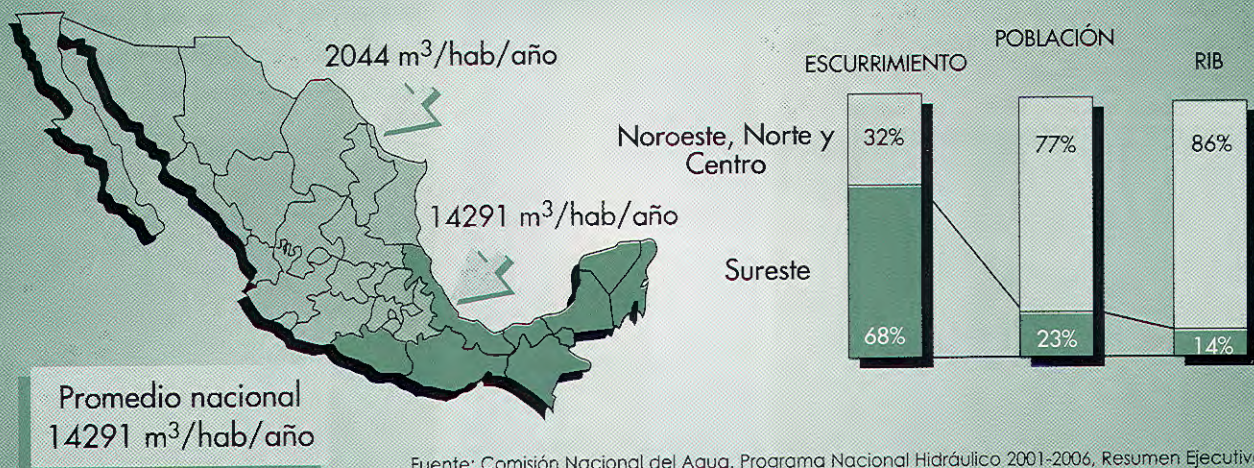 2044 m³/hab/año
14291 m³/hab/año
Promedio nacional
14291 m³/hab/año
ESCURRIMIENTO
POBLACIÓN
RIB
Noroeste, Norte y
Centro
Sureste
32%
77%
86%
68%
23%
14%
Fuente: Comisión Nacional del Agua, Programa Nacional Hidráulico 2001-2006, Resumen Ejecutiv